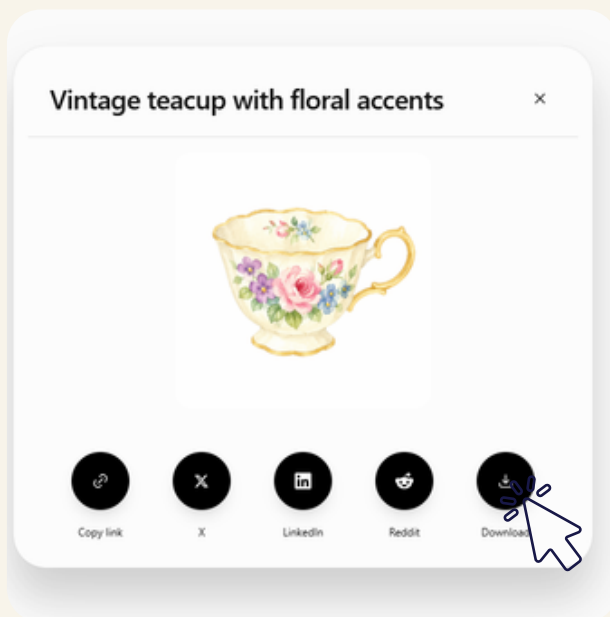 Vintage teacup with floral accents
Copy link
X
LinkedIn
Reddit
Download